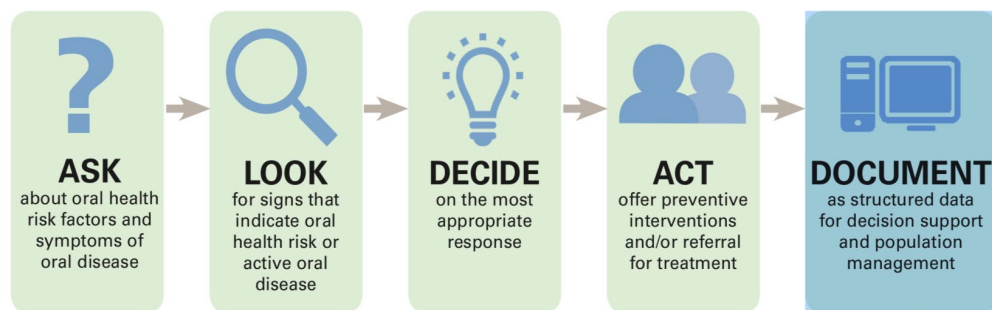 ?
ASK
about oral health
risk factors and
symptoms of
oral disease
LOOK
for signs that
indicate oral
health risk or
active oral
disease
DECIDE
on the most
appropriate
response
ACT
offer preventive
interventions
and/or referral
for treatment
DOCUMENT
as structured data
for decision support
and population
management